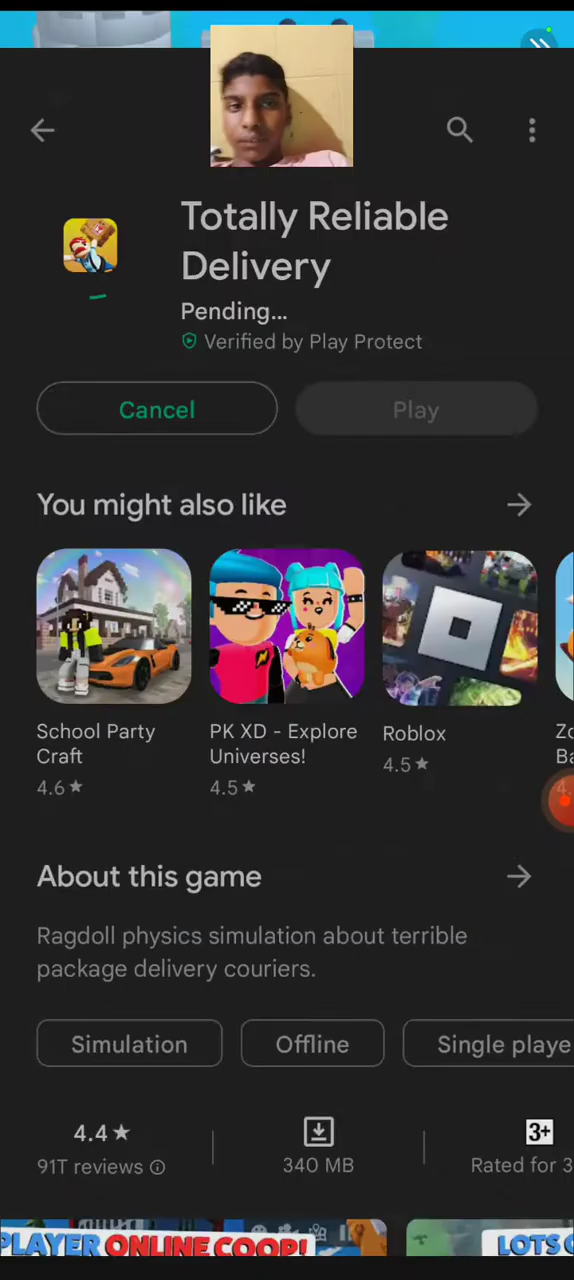 Totally Reliable
Delivery
Pending...
Verified by Play Protect
Cancel
Play
You might also like
School Party
Craft
4.6★
PK XD - Explore
Universes!
4.5★
Roblox
4.5★
About this game
Ragdoll physics simulation about terrible
package delivery couriers.
Simulation
Offline
Single playe
4.4★
91T reviews
340 MB
3+
Rated for 3
PLAYER ONLINE COOP!
LOTS